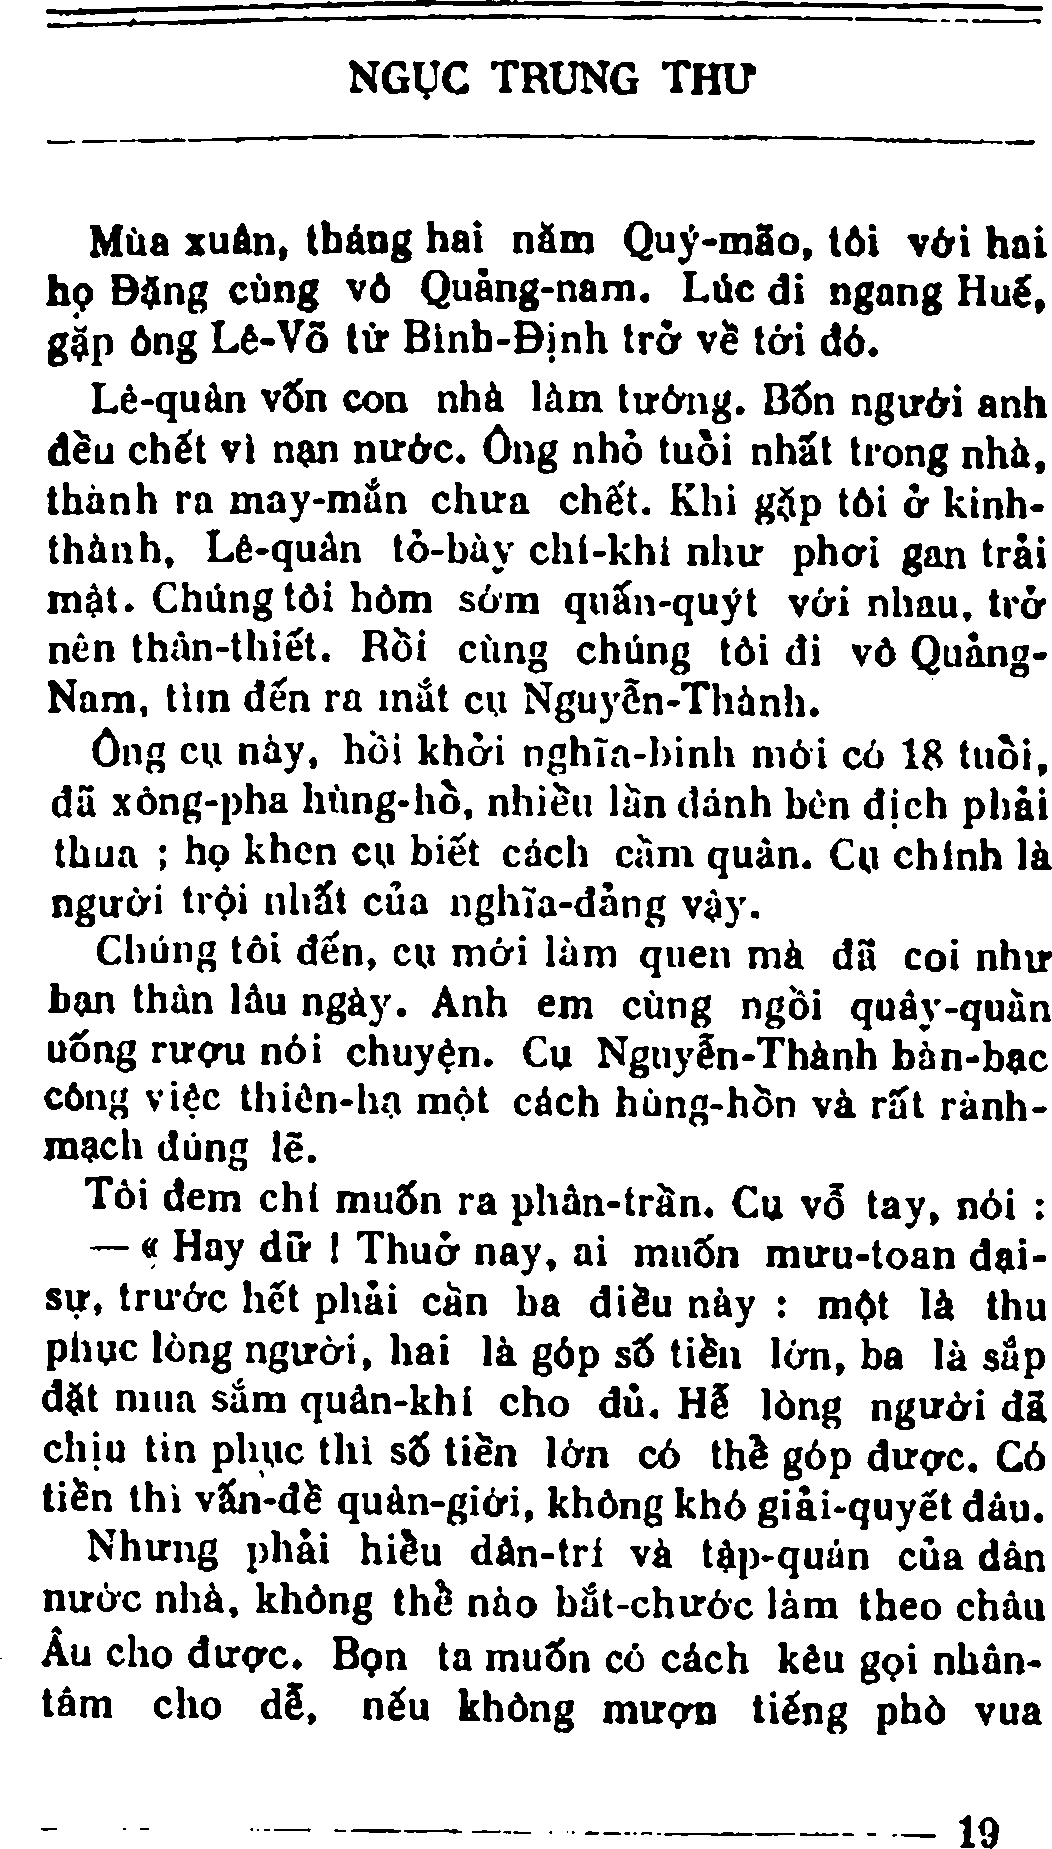 NGỤC TRUNG THƯ
Mùa xuân, tháng hai năm Quý-mão, tôi với hai
họ Đặng cùng vô Quảng-nam. Lúc đi ngang Huế,
gặp ông Lê-Võ từ Bình-Định trở về tới đó.
Lê-quân vốn con nhà làm tướng. Bốn người anh
đều chết vì nạn nước. Ông nhỏ tuổi nhất trong nhà,
thành ra may-mắn chưa chết. Khi gặp tôi ở kinh-
thành, Lê-quân tỏ-bày chí-khí như phơi gan trải
mật. Chúng tôi hôm sớm quấn-quýt với nhau, trở
nên thân-thiết. Rồi cùng chúng tôi đi vô Quảng-
Nam, tìm đến ra mắt cụ Nguyễn-Thành.
Ông cụ này, hồi khởi nghĩa-binh mới có 18 tuổi,
đã xông-pha hùng-hổ, nhiều lần đánh bên địch phải
thua ; họ khen cụ biết cách cầm quân. Cụ chính là
người trội nhất của nghĩa-đảng vậy.
Chúng tôi đến, cụ mới làm quen mà đã coi như
bạn thân lâu ngày. Anh em cùng ngồi quây-quần
uống rượu nói chuyện. Cụ Nguyễn-Thành bàn-bạc
công việc thiên-hạ một cách hùng-hồn và rất rành-
mạch đúng lẽ.
Tôi đem chí muốn ra phân-trần. Cụ vỗ tay, nói :
— « Hay dữ ! Thuở nay, ai muốn mưu-toan đại-
sự, trước hết phải cần ba điều này : một là thu
phục lòng người, hai là góp số tiền lớn, ba là sắp
đặt mua sắm quân-khí cho đủ. Hễ lòng người đã
chịu tin phục thì số tiền lớn có thể góp được. Có
tiền thì vấn-đề quân-giới, không khó giải-quyết đâu.
Nhưng phải hiểu dân-trí và tập-quán của dân
nước nhà, không thể nào bắt-chước làm theo châu
Âu cho được. Bọn ta muốn có cách kêu gọi nhân-
tâm cho dễ, nếu không mượn tiếng phò vua
19